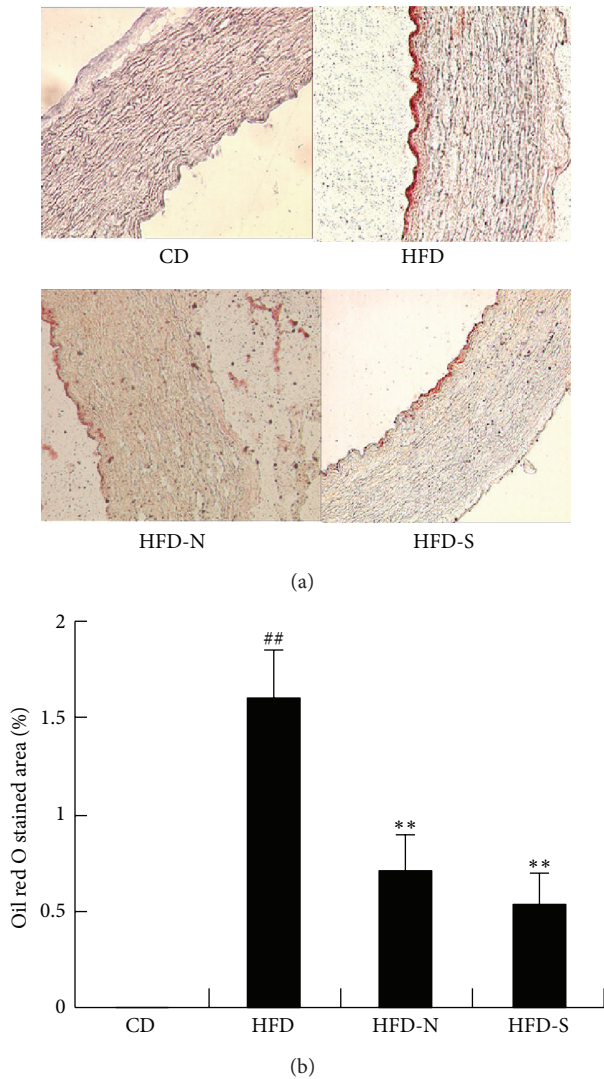 CD HFD
HFD-N HFD-S
(a)
2
##
1.5
1
**
**
0.5
0
Oil red O stained area (%)
CD HFD HFD-N HFD-S
(b)